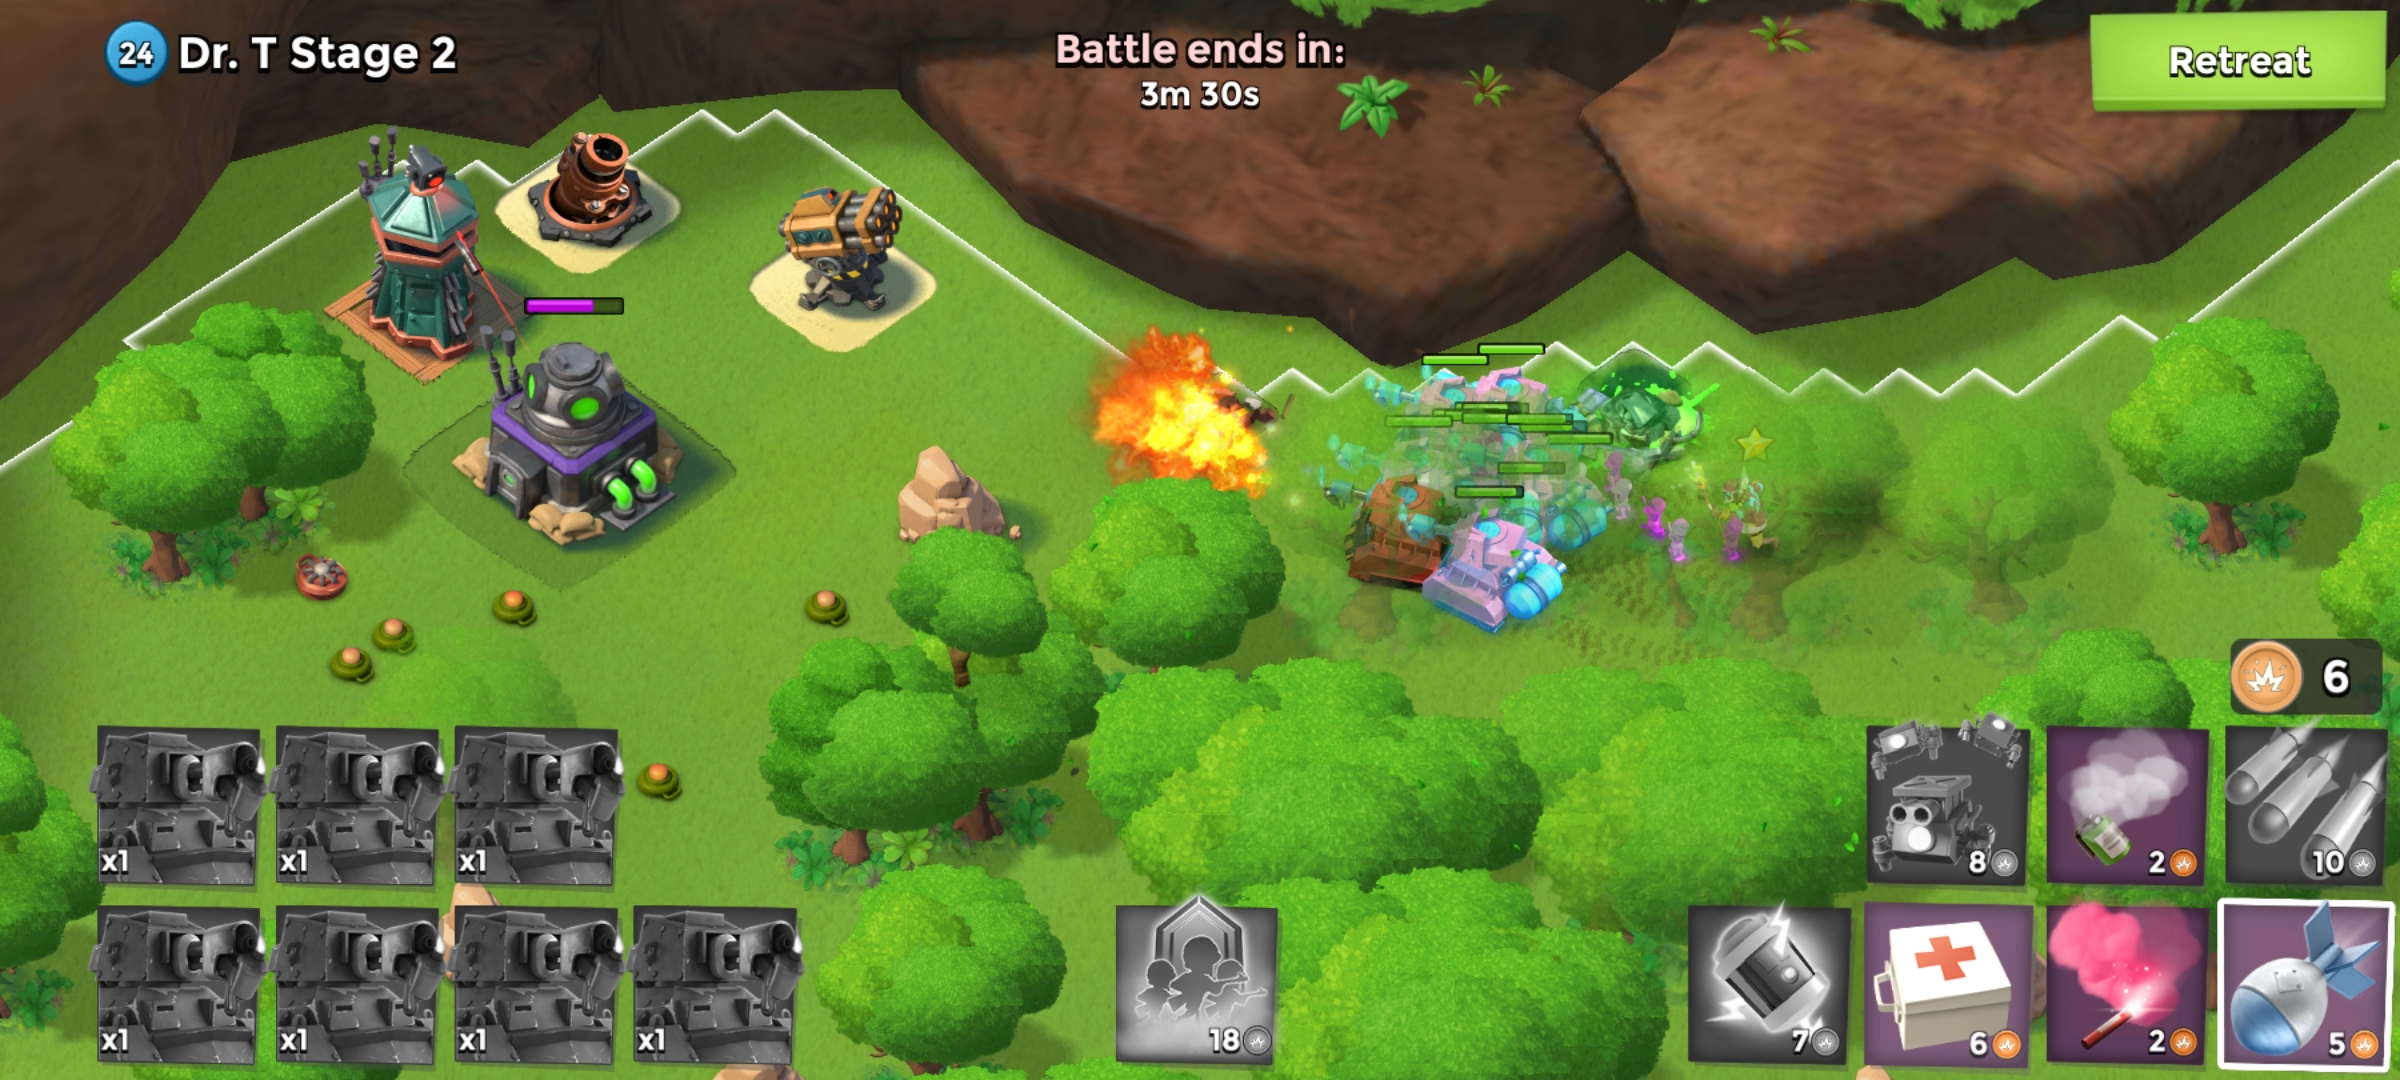 24 Dr. T Stage 2
Battle ends in:
3m 30s
Retreat
6
x1 x1 x1
8 2 10
x1 x1 x1 x1
18 7 6 2 5